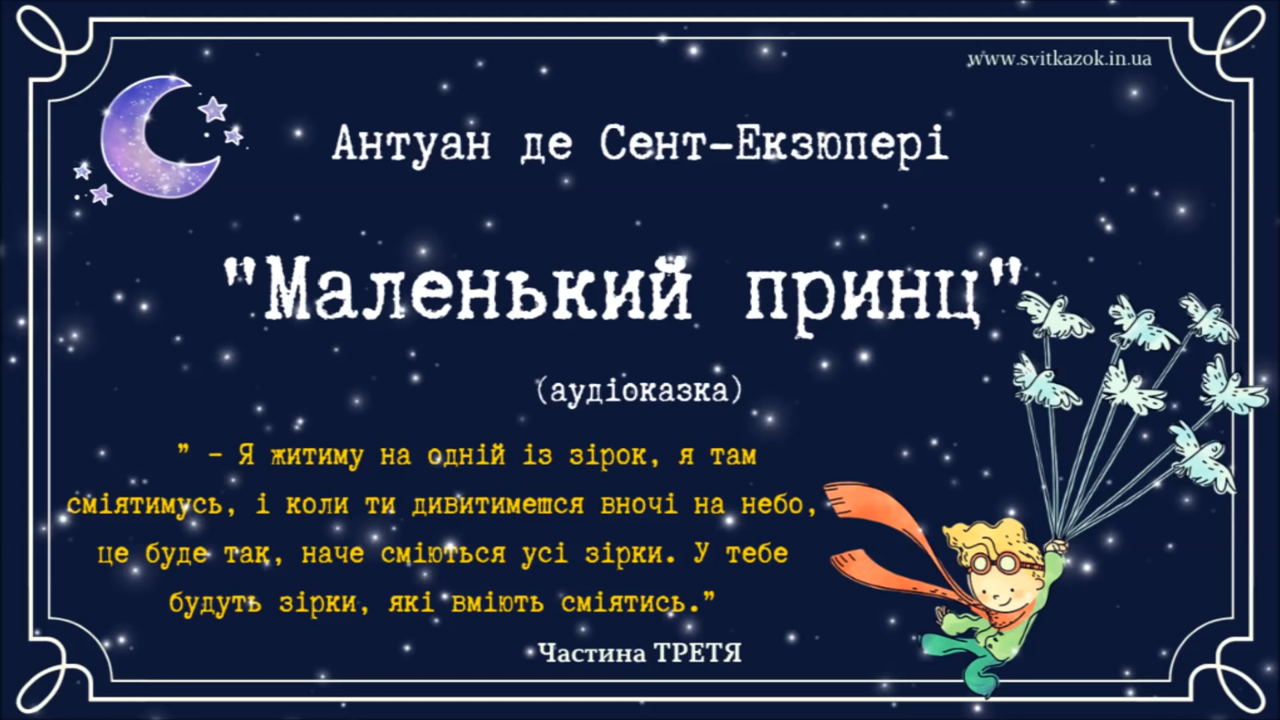 www.svitkazok.in.ua
Антуан де Сент-Екзюпері
"Маленький принц"
(аудіоказка)
” - Я житиму на одній із зірок, я там
сміятимусь, і коли ти дивитимешся вночі на небо,
це буде так, наче сміються усі зірки. У тебе
будуть зірки, які вміють сміятись.”
Частина ТРЕТЯ